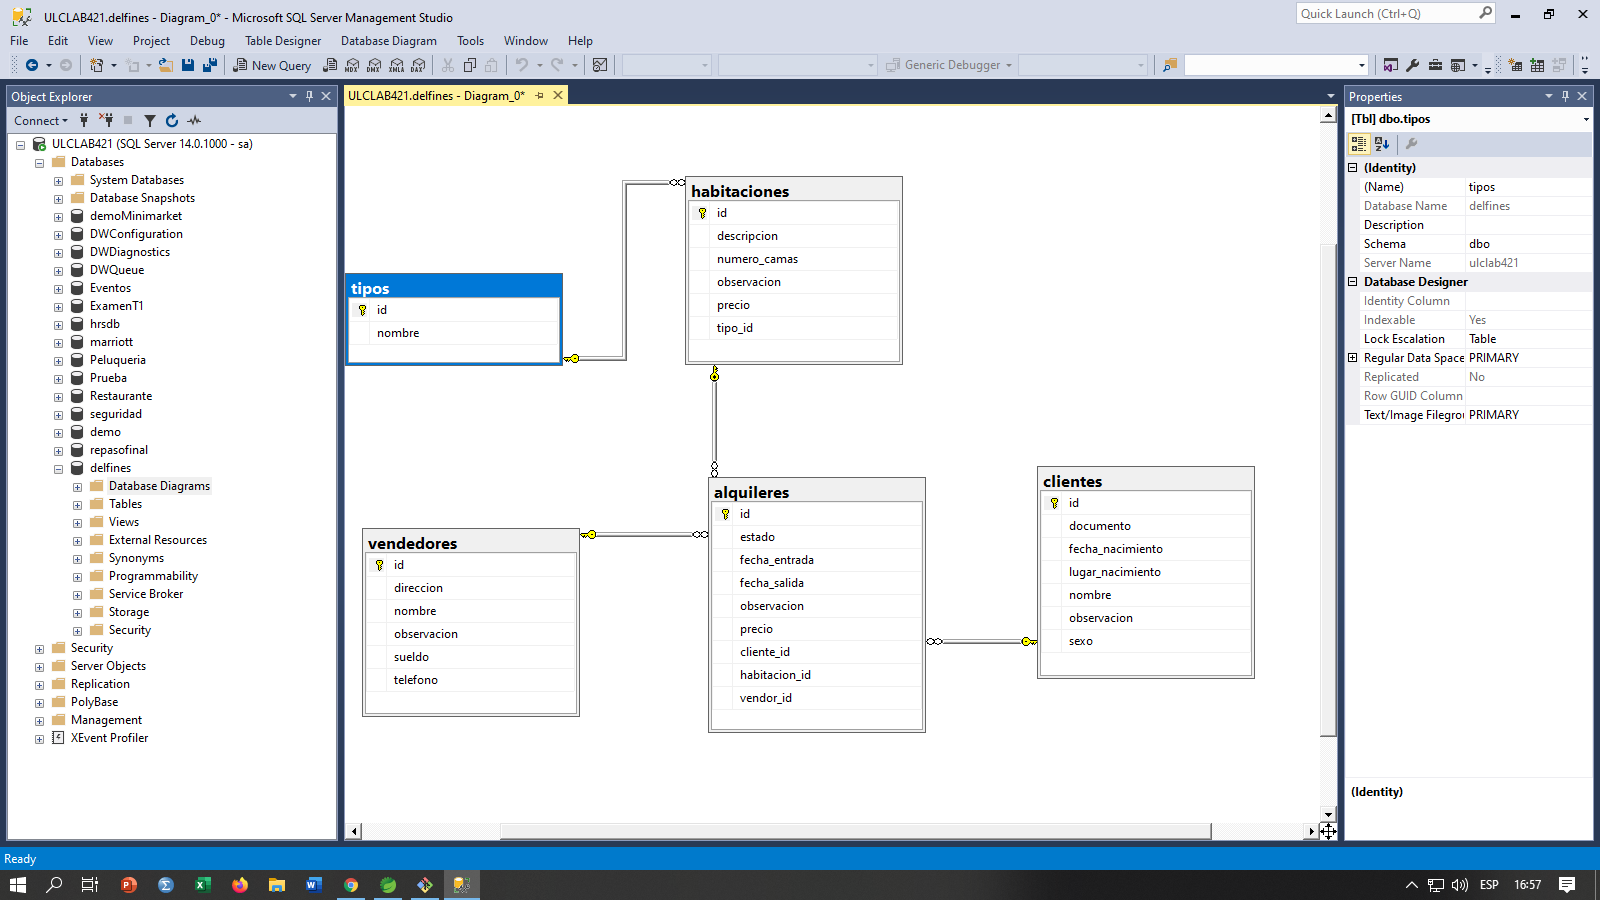 ULCLAB421.delfines - Diagram_0* - Microsoft SQL Server Management Studio
Quick Launch (Ctrl+Q)
File Edit View Project Debug Table Designer Database Diagram Tools Window Help
New Query
MDX DMX XMLA DAX
Generic Debugger
Object Explorer
Connect
ULCLAB421 (SQL Server 14.0.1000 - sa)
Databases
System Databases
Database Snapshots
demoMinimarket
DWConfiguration
DWDiagnostics
DWQueue
Eventos
ExamenT1
hrsdb
marriott
Peluqueria
Prueba
Restaurante
seguridad
demo
repasofinal
delfines
Database Diagrams
Tables
Views
External Resources
Synonyms
Programmability
Service Broker
Storage
Security
Security
Server Objects
Replication
PolyBase
Management
XEvent Profiler
ULCLAB421.delfines - Diagram_0*
habitaciones
id
descripcion
numero_camas
observacion
precio
tipo_id
tipos
id
nombre
alquileres
id
estado
fecha_entrada
fecha_salida
observacion
precio
cliente_id
habitacion_id
vendor_id
clientes
id
documento
fecha_nacimiento
lugar_nacimiento
nombre
observacion
sexo
vendedores
id
direccion
nombre
observacion
sueldo
telefono
Properties
[Tbl] dbo.tipos
(Identity)
(Name) tipos
Database Name delfines
Description
Schema dbo
Server Name ulclab421
Database Designer
Identity Column
Indexable Yes
Lock Escalation Table
Regular Data Space PRIMARY
Replicated No
Row GUID Column
Text/Image Filegrou PRIMARY
(Identity)
Ready
ESP 16:57